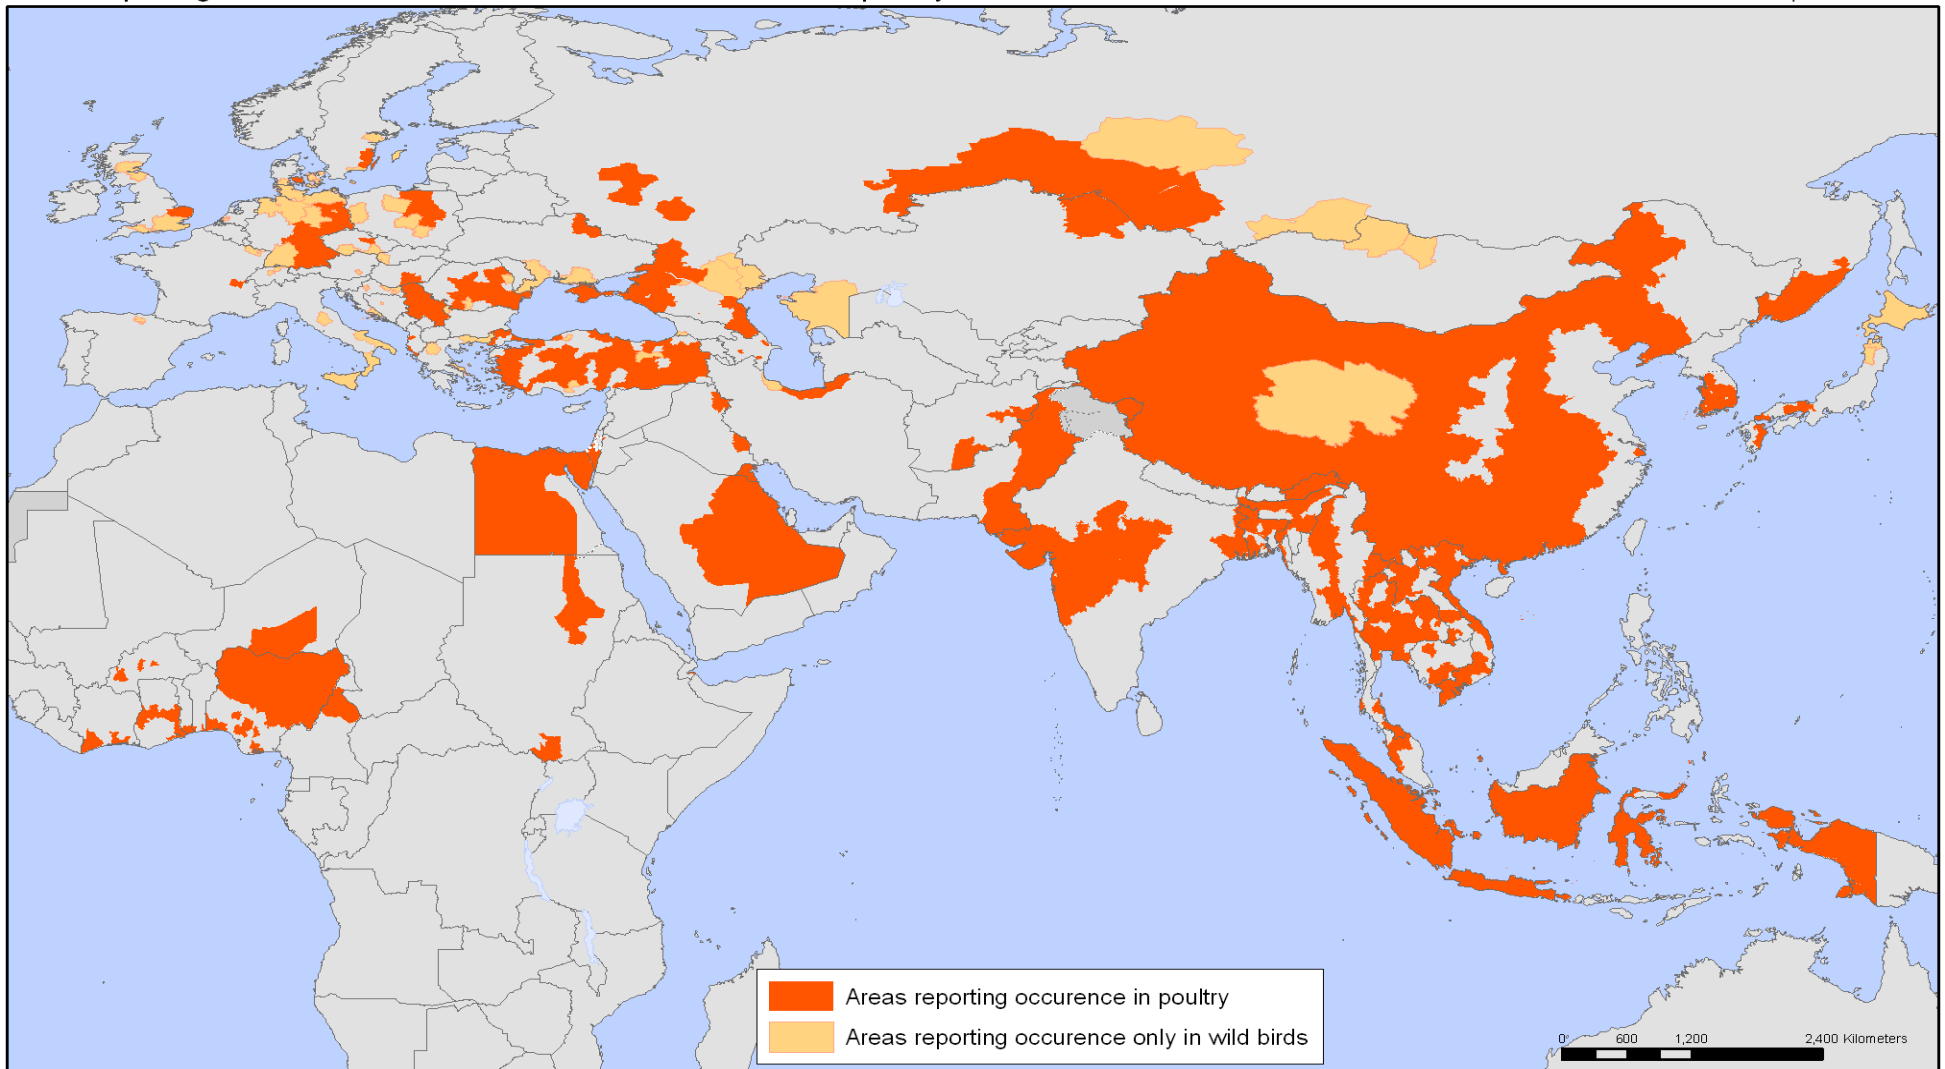 Areas reporting occurence in poultry
Areas reporting occurence only in wild birds
0 600 1,200 2,400 Kilometers